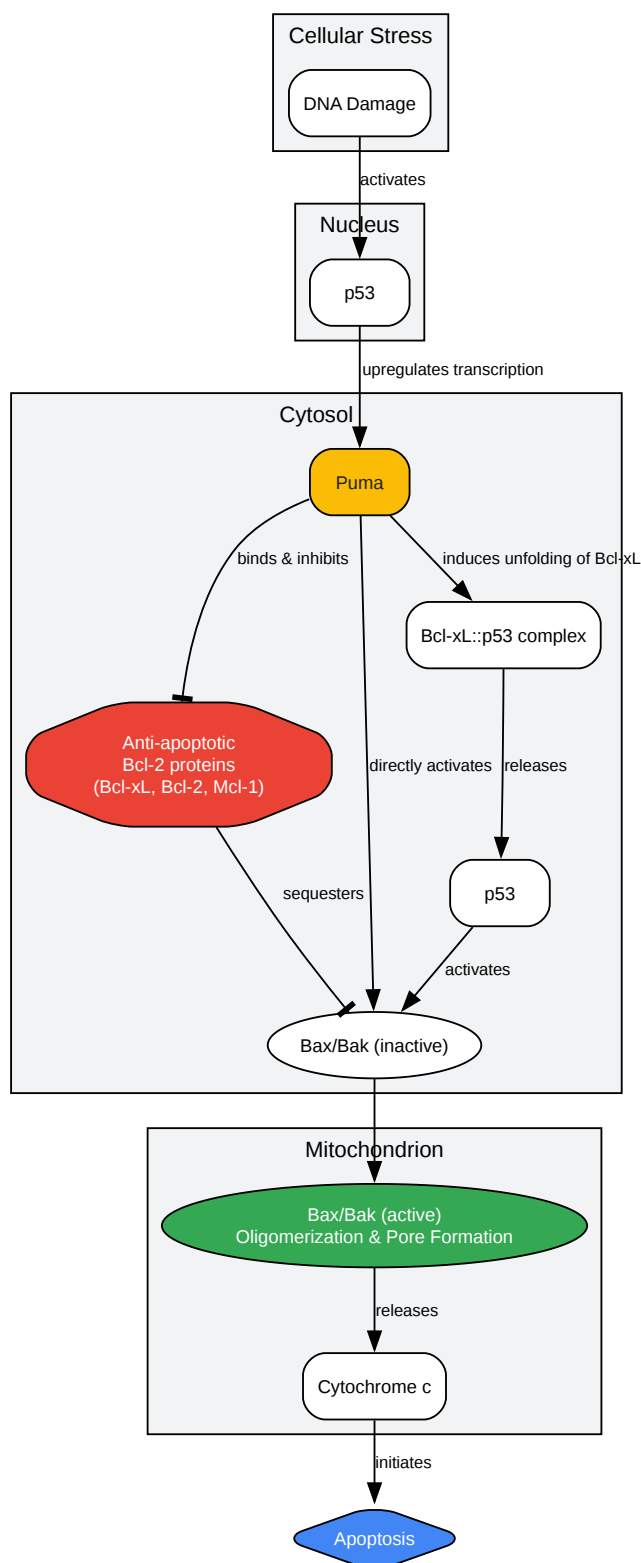 Cellular Stress
DNA Damage
activates
Nucleus
p53
upregulates transcription
Cytosol
Puma
binds & inhibits
induces unfolding of Bcl-xL
Bcl-xL::p53 complex
Anti-apoptotic
Bcl-2 proteins
(Bcl-xL, Bcl-2, Mcl-1)
directly activates
releases
p53
sequesters
activates
Bax/Bak (inactive)
Mitochondrion
Bax/Bak (active)
Oligomerization & Pore Formation
releases
Cytochrome c
initiates
Apoptosis